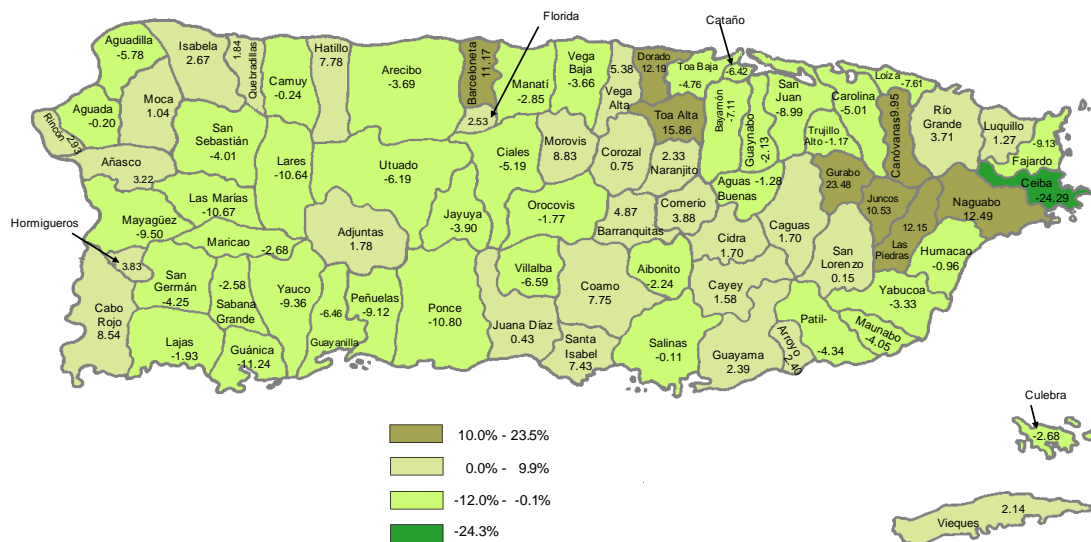 Florida
Cataño
Aguadilla
-5.78
Isabela
2.67
1.84
Quebradillas
Camuy
-0.24
Hatillo
7.78
Arecibo
-3.69
Barceloneta
11.17
Manatí
-2.85
Vega
Baja
-3.66
5.38
Vega
Alta
Dorado
12.19
Toa Baja
-4.76
-6.42
San
Juan
-8.99
Carolina
-5.01
Loíza
7.61
Río
Grande
3.71
Luquillo
1.27
-9.13
Fajardo
Ceiba
-24.29
Aguada
-0.20
Moca
1.04
Rincón
2.93
San
Sebastián
-4.01
Añasco
3.22
Lares
-10.64
Utuado
-6.19
2.53
Ciales
-5.19
Morovis
8.83
Corozal
0.75
Toa Alta
15.86
2.33
Naranjito
Bayamón
-7.11
Guaynabo
-2.13
Trujillo
Alto
-1.17
Canóvanas
9.95
Gurabo
23.48
Juncos
10.53
Naguabo
12.49
Las Marías
-10.67
Hormigueros
Mayagüez
-9.50
Maricao
-2.68
Adjuntas
1.78
Jayuya
-3.90
Orocovis
-1.77
4.87
Barranquitas
Comerío
3.88
Aguas
Buenas
-1.28
Cidra
1.70
Caguas
1.70
San
Lorenzo
0.15
12.15
Las
Piedras
Humacao
-0.96
3.83
San
Germán
-4.25
-2.58
Sabana
Grande
Yauco
-9.36
-6.46
Guayanilla
Peñuelas
-9.12
Ponce
-10.80
Villalba
-6.59
Coamo
7.75
Aibonito
-2.24
Cayey
1.58
Yabucoa
-3.33
Cabo
Rojo
8.54
Lajas
-1.93
Guánica
-11.24
Juana Díaz
0.43
Santa
Isabel
7.43
Salinas
-0.11
Guayama
2.39
Arroyo
2.40
Patil-
-4.34
Maunabo
-4.05
Culebra
-2.68
Vieques
2.14
10.0% - 23.5%
0.0% - 9.9%
-12.0% - -0.1%
-24.3%